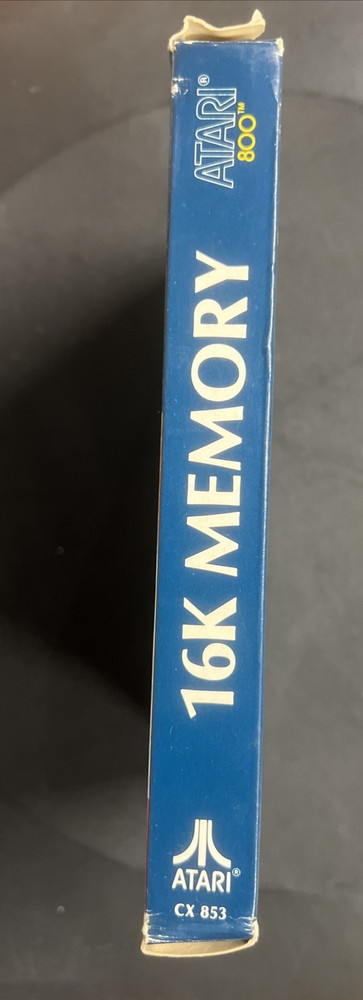 ATARI®
800™
16K MEMORY
ATARI®
CX 853